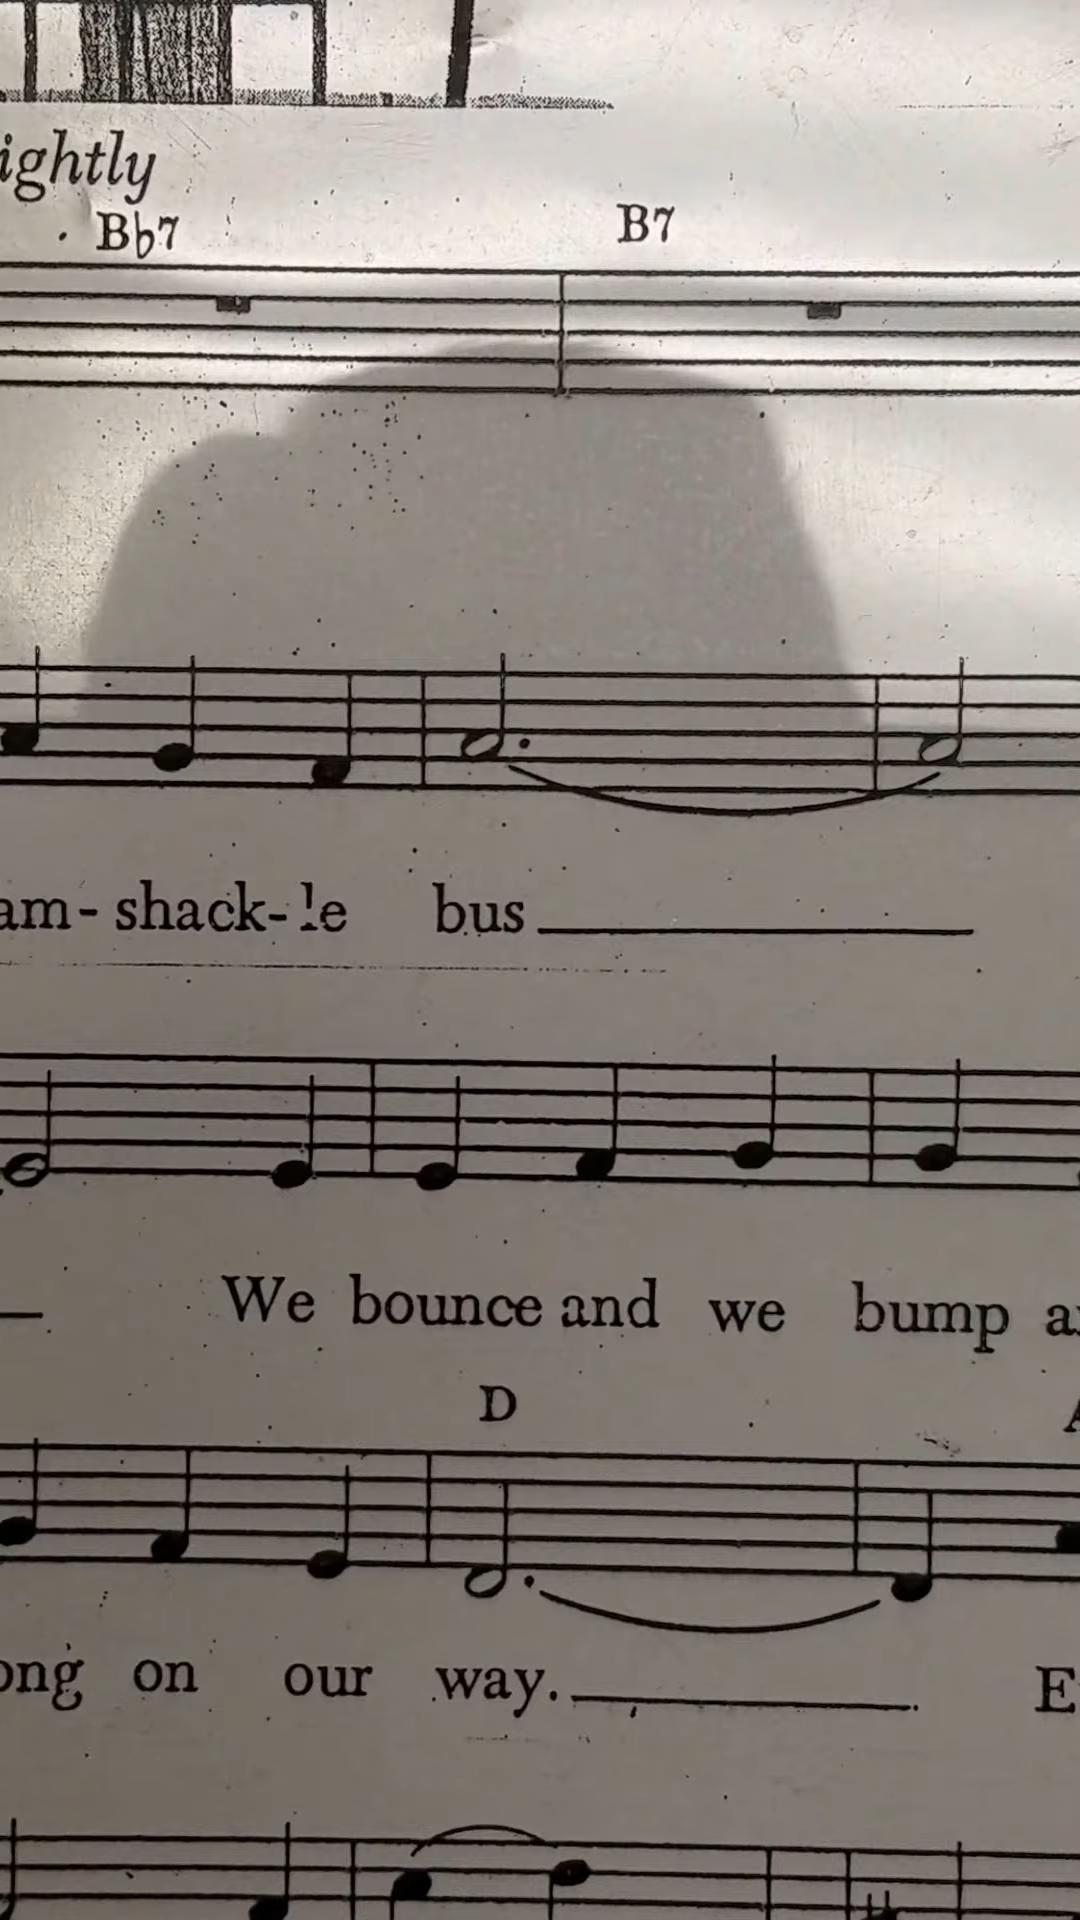 ightly
Bb7 B7
am-shack-le bus
We bounce and we bump a
D
ong on our way. E